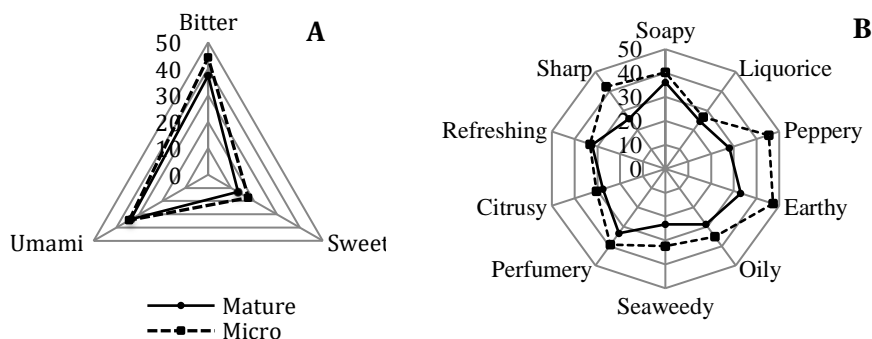 A
Bitter
50
40
30
20
10
0
Umami
Sweet
Mature
Micro
B
Soapy
Liquorice
Peppery
Earthy
Oily
Seaweedy
Perfumery
Citrusy
Refreshing
Sharp
50
40
30
20
10
0